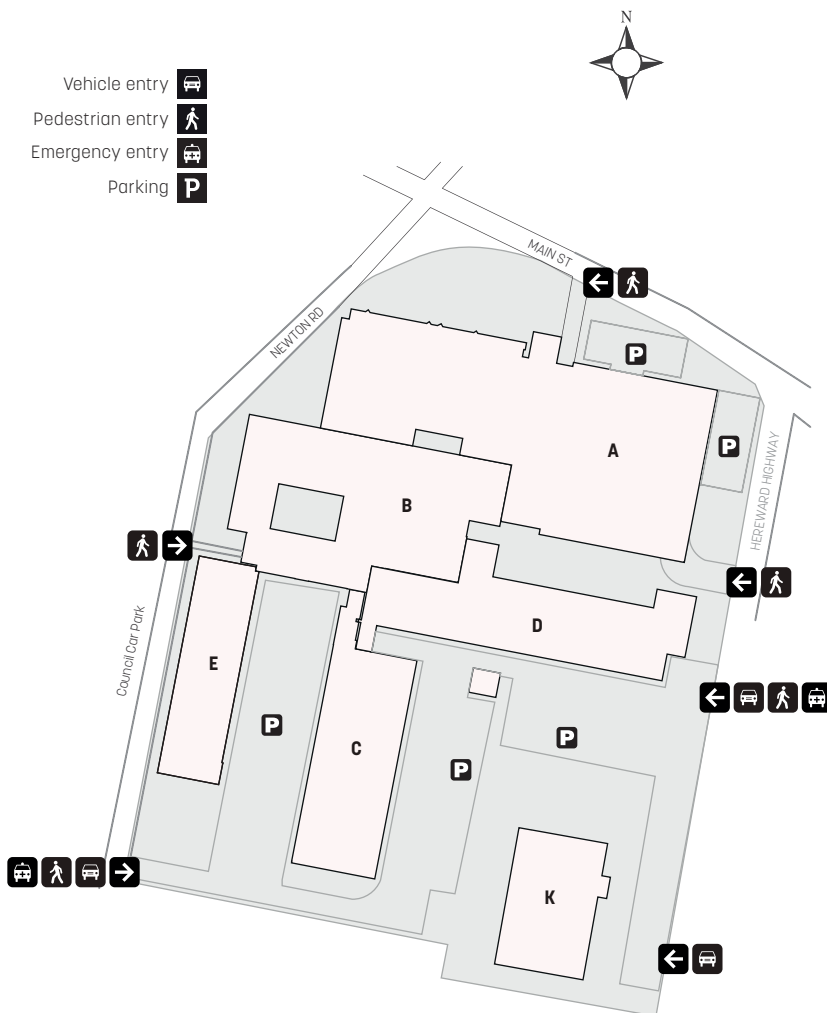 N
Vehicle entry
Pedestrian entry
Emergency entry
Parking P
MAIN ST
NEWTON RD
P
A
P
HEREWARD HIGHWAY
B
D
Council Car Park
E
P
C
P
P
K